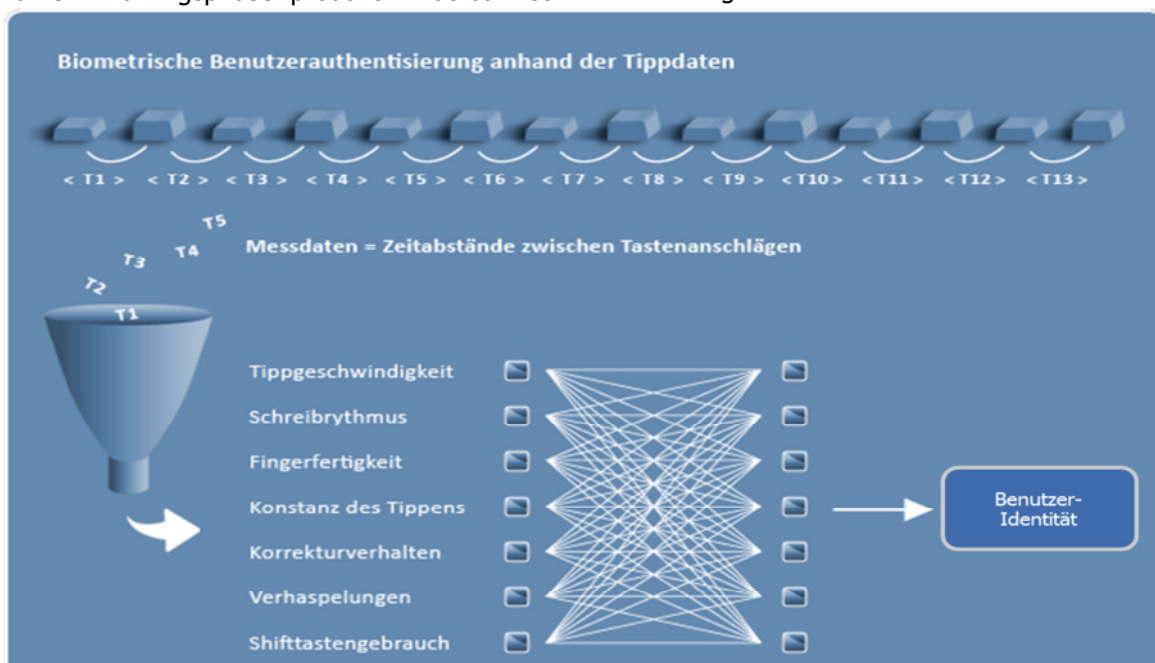 Biometrische Benutzerauthentisierung anhand der Tippdaten
< T1 > < T2 > < T3 > < T4 > < T5 > < T6 > < T7 > < T8 > < T9 > < T10 > < T11 > < T12 > < T13 >
T5
T4
T3
T2
T1
Messdaten = Zeitabstände zwischen Tastenanschlägen
Tippgeschwindigkeit
Schreibrythmus
Fingerfertigkeit
Konstanz des Tippens
Korrekturverhalten
Verhaspelungen
Shifttastengebrauch
Benutzer-
Identität